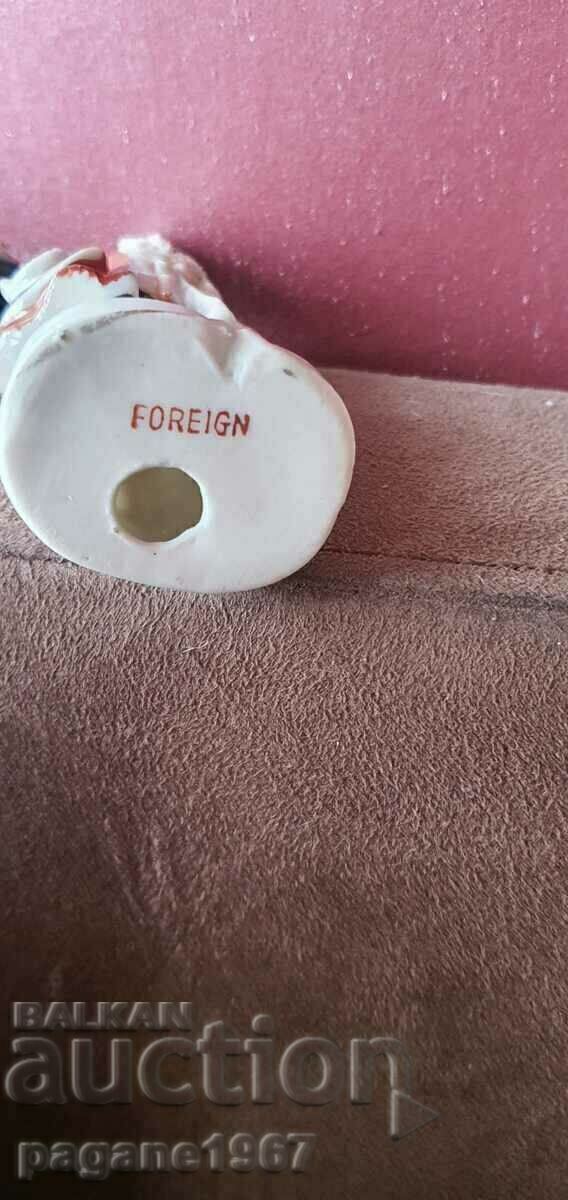 FOREIGN
BALKAN
auction
pagane1967